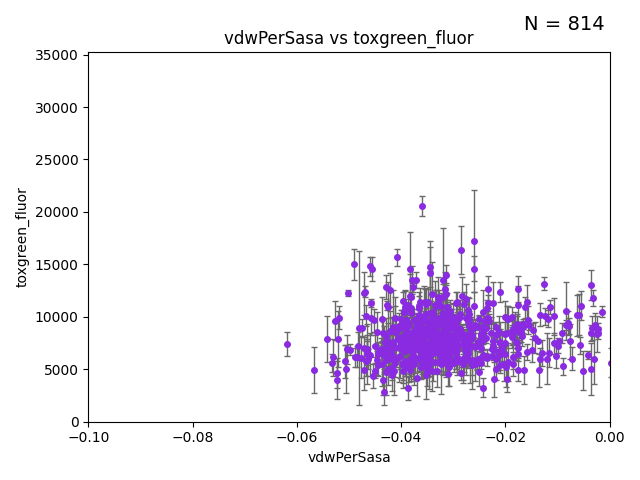 N = 814
vdwPerSasa vs toxgreen_fluor
35000
30000
25000
20000
15000
10000
5000
0
toxgreen_fluor
−0.10 −0.08 −0.06 −0.04 −0.02 0.00
vdwPerSasa